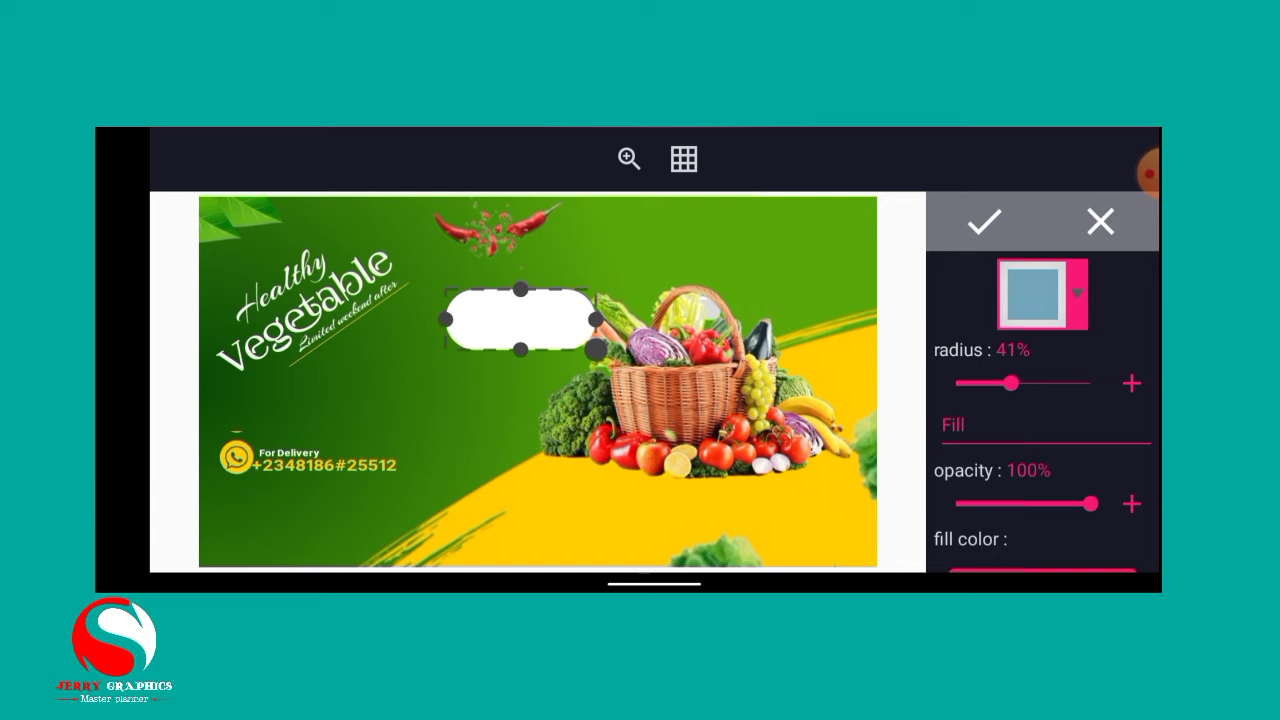 Healthy
Vegetable
Limited weekend after
For Delivery
+2348186#25512
radius : 41%
Fill
opacity : 100%
fill color :
JERRY GRAPHICS
Master planner